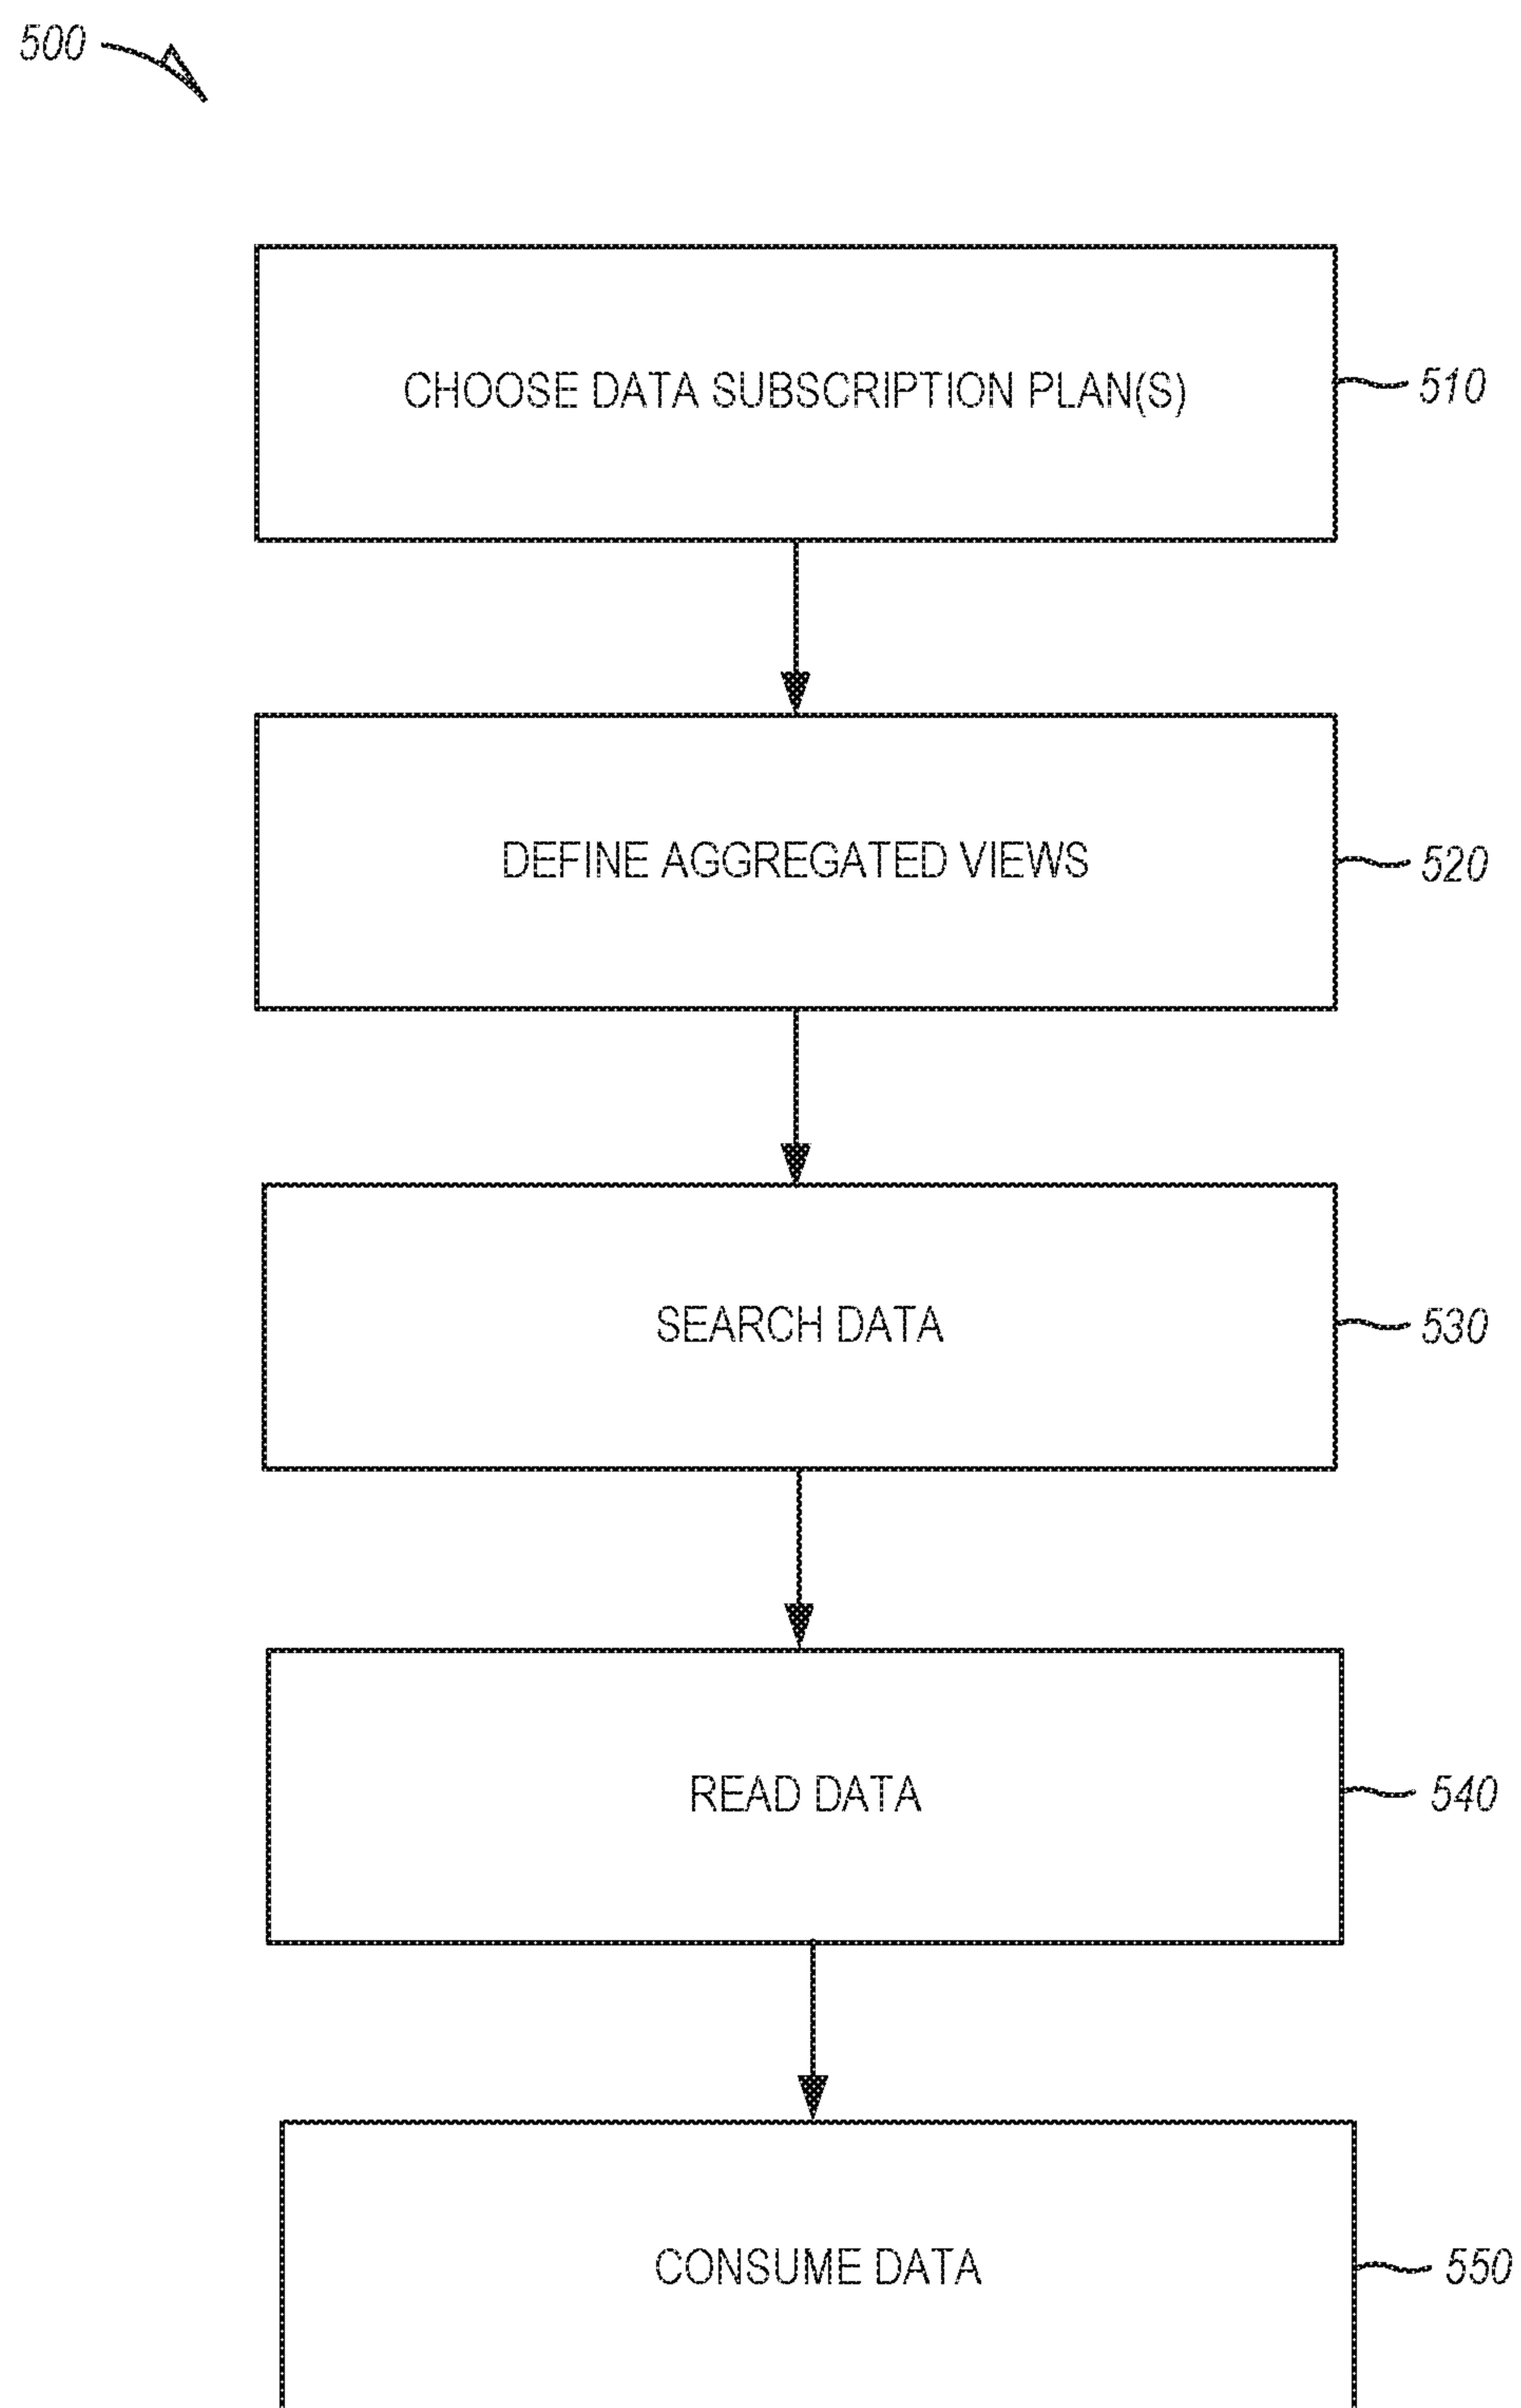 500
CHOOSE DATA SUBSCRIPTION PLAN(S)
510
DEFINE AGGREGATED VIEWS
520
SEARCH DATA
530
READ DATA
540
CONSUME DATA
550